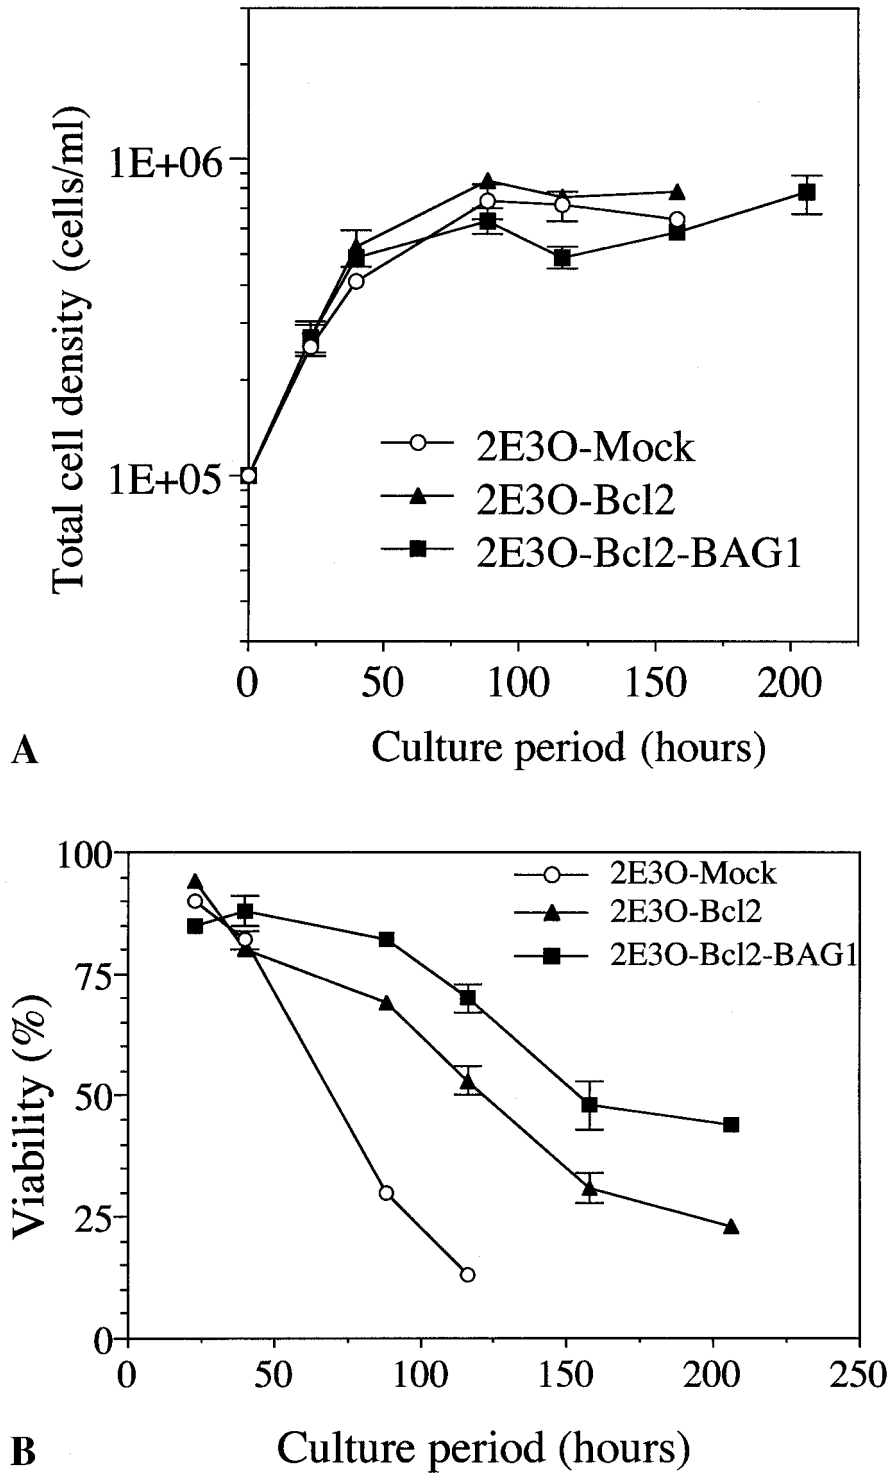 Total cell density (cells/ml)
1E+06
1E+05
2E3O-Mock
2E3O-Bcl2
2E3O-Bcl2-BAG1
0 50 100 150 200
Culture period (hours)
A
Viability (%)
100
75
50
25
0
2E3O-Mock
2E3O-Bcl2
2E3O-Bcl2-BAG1
0 50 100 150 200 250
Culture period (hours)
B